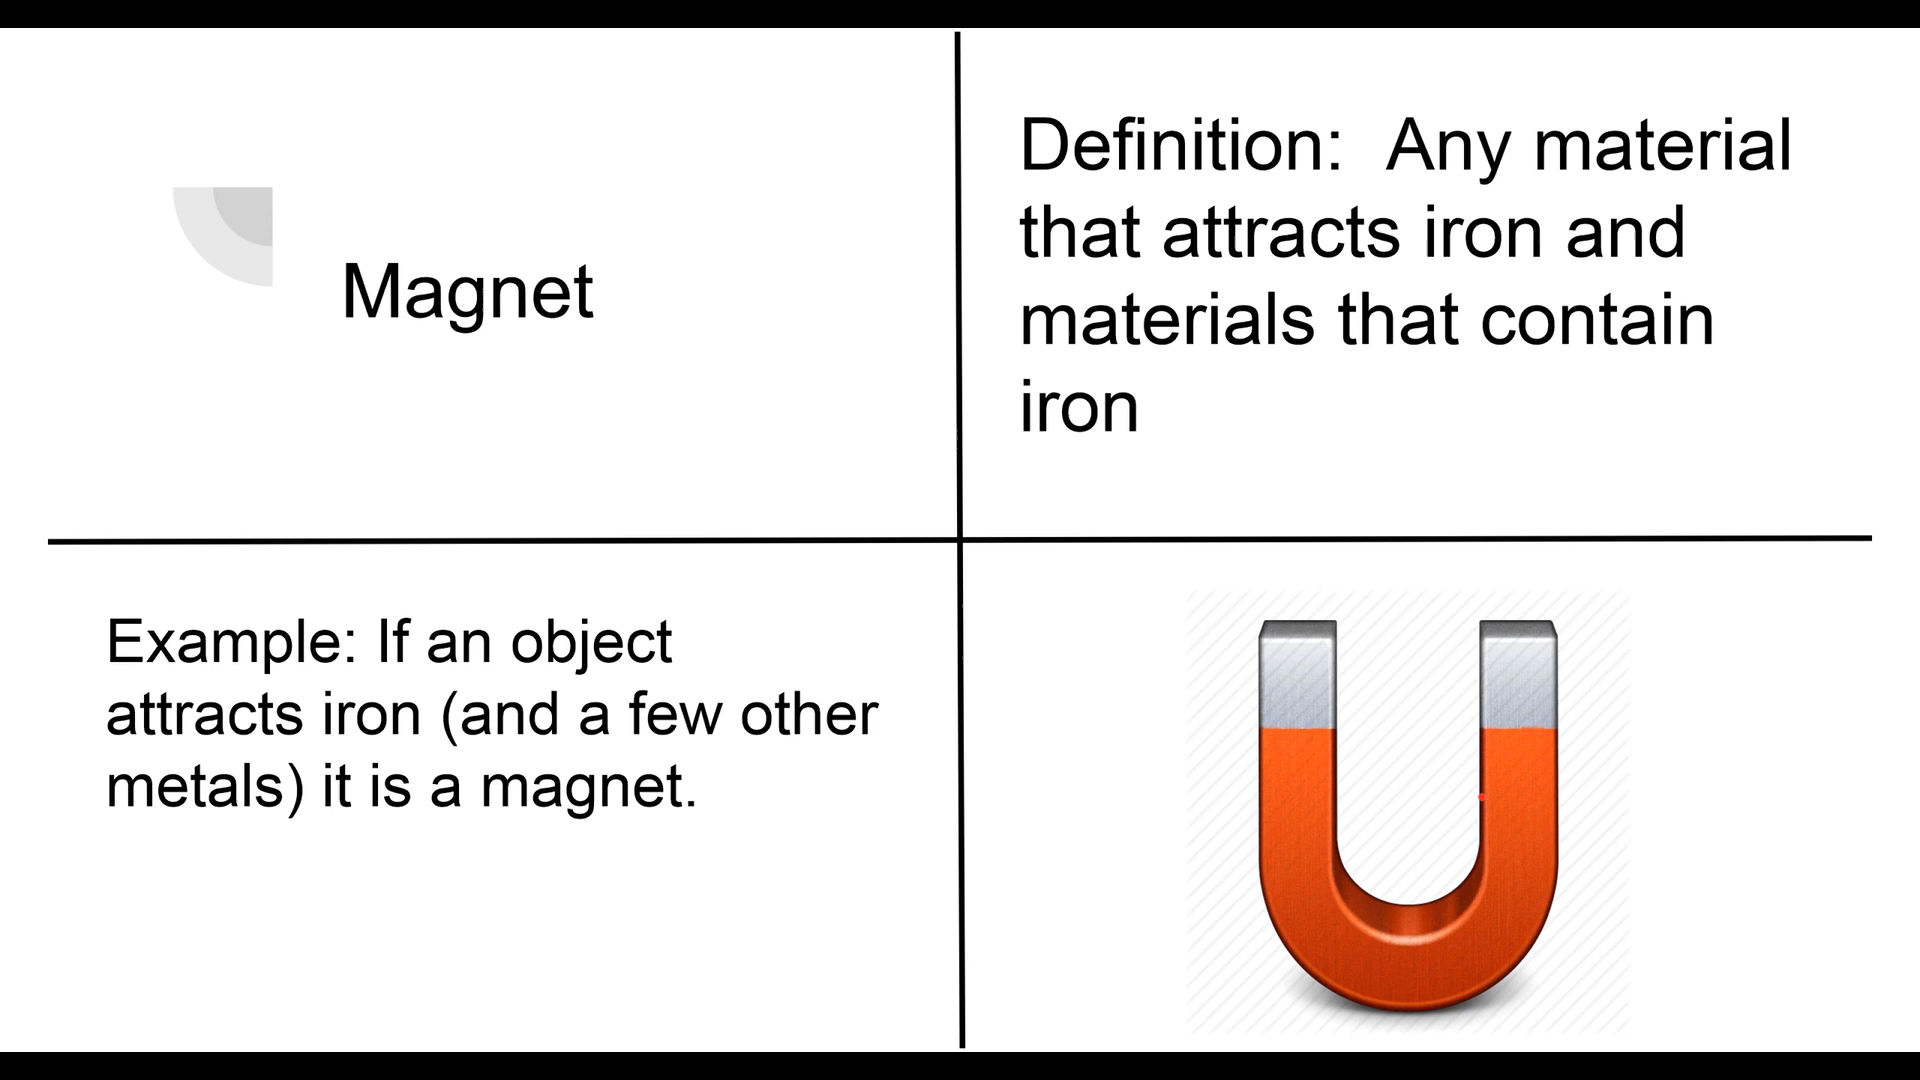 Magnet
Definition:  Any material
that attracts iron and
materials that contain
iron
Example: If an object
attracts iron (and a few other
metals) it is a magnet.